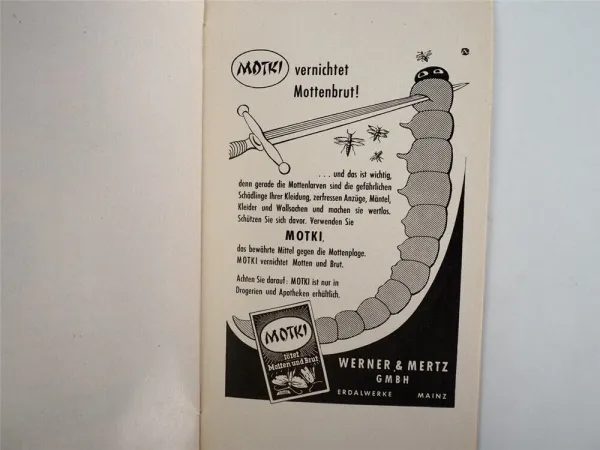 MOTKI vernichtet
Mottenbrut!
. . . und das ist wichtig,
denn gerade die Mottenlarven sind die gefährlichen
Schädlinge Ihrer Kleidung, zerfressen Anzüge, Mäntel,
Kleider und Wollsachen und machen sie wertlos.
Schützen Sie sich davor. Verwenden Sie
MOTKI,
das bewährte Mittel gegen die Mottenplage.
MOTKI vernichtet Motten und Brut.
Achten Sie darauf: MOTKI ist nur in
Drogerien und Apotheken erhältlich.
MOTKI
tötet
Motten und Brut
WERNER & MERTZ
GMBH
ERDALWERKE MAINZ